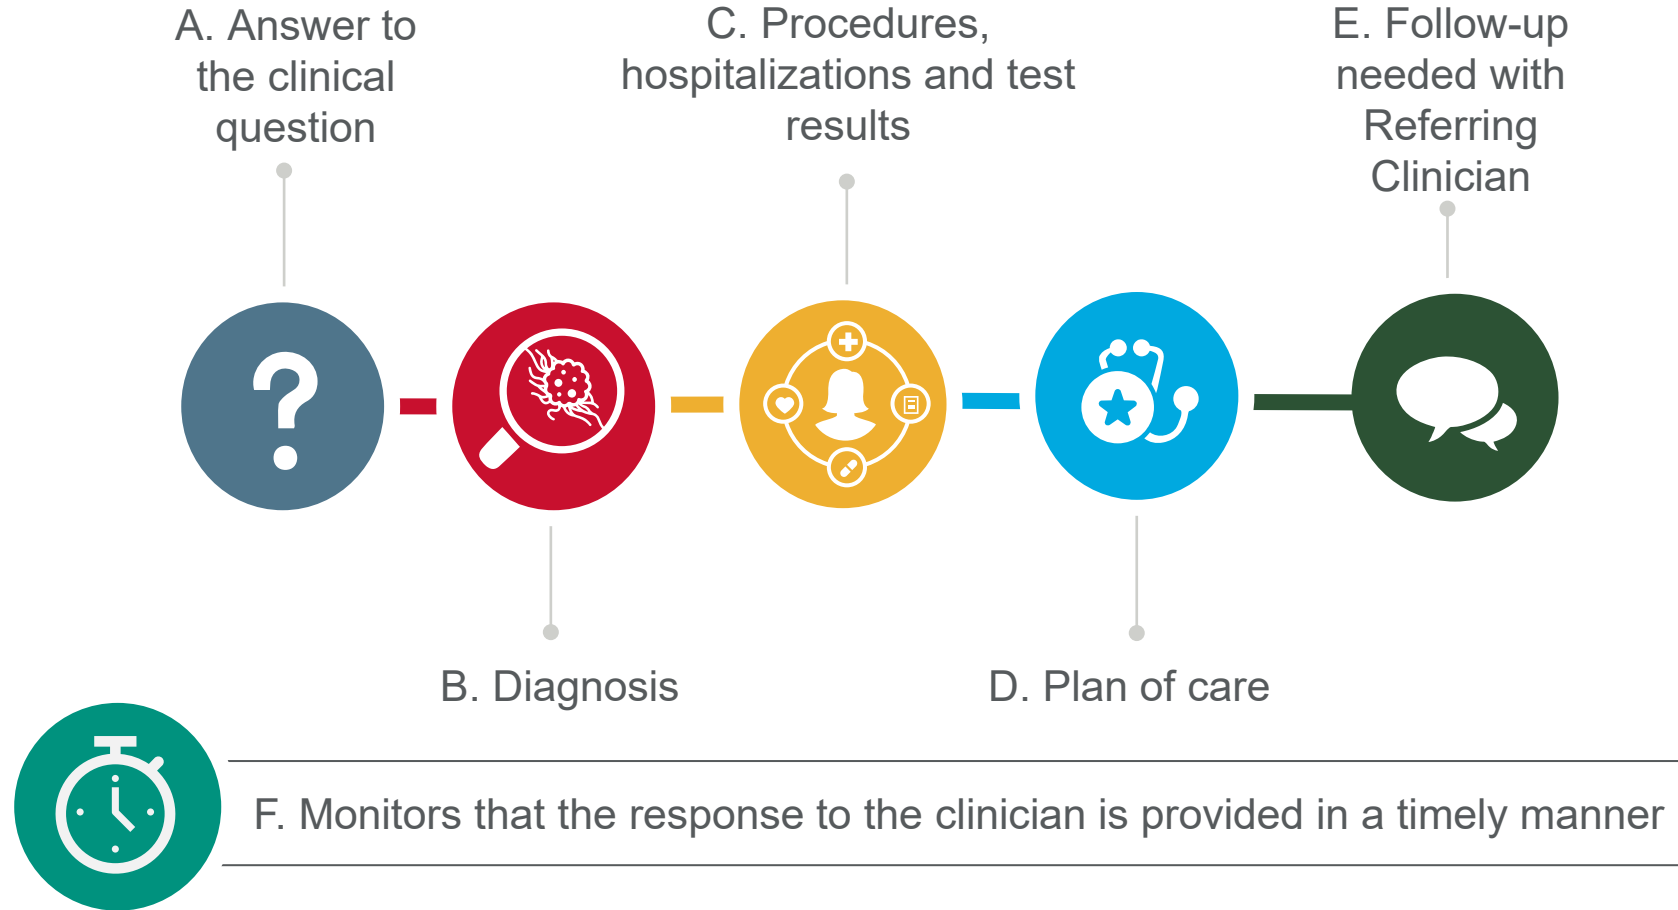 A. Answer to
the clinical
question
B. Diagnosis
C. Procedures,
hospitalizations and test
results
D. Plan of care
E. Follow-up
needed with
Referring
Clinician
F. Monitors that the response to the clinician is provided in a timely manner